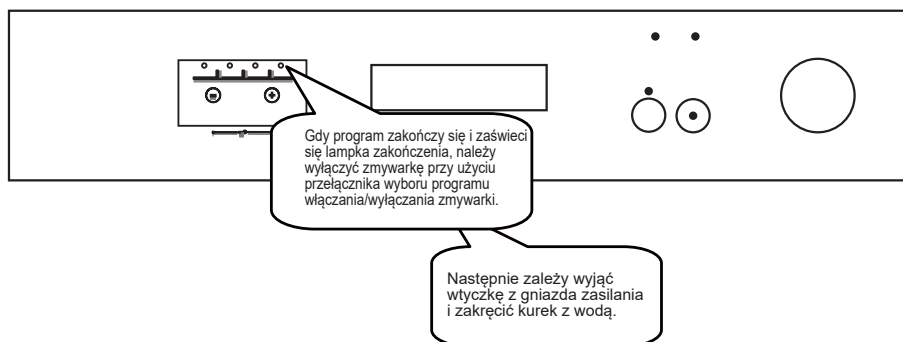 Gdy program zakończy się i zaświeci
się lampka zakończenia, należy
wyłączyć zmywarkę przy użyciu
przełącznika wyboru programu
włączania/wyłączania zmywarki.
Następnie zależy wyjąć
wtyczkę z gniazda zasilania
i zakręcić kurek z wodą.